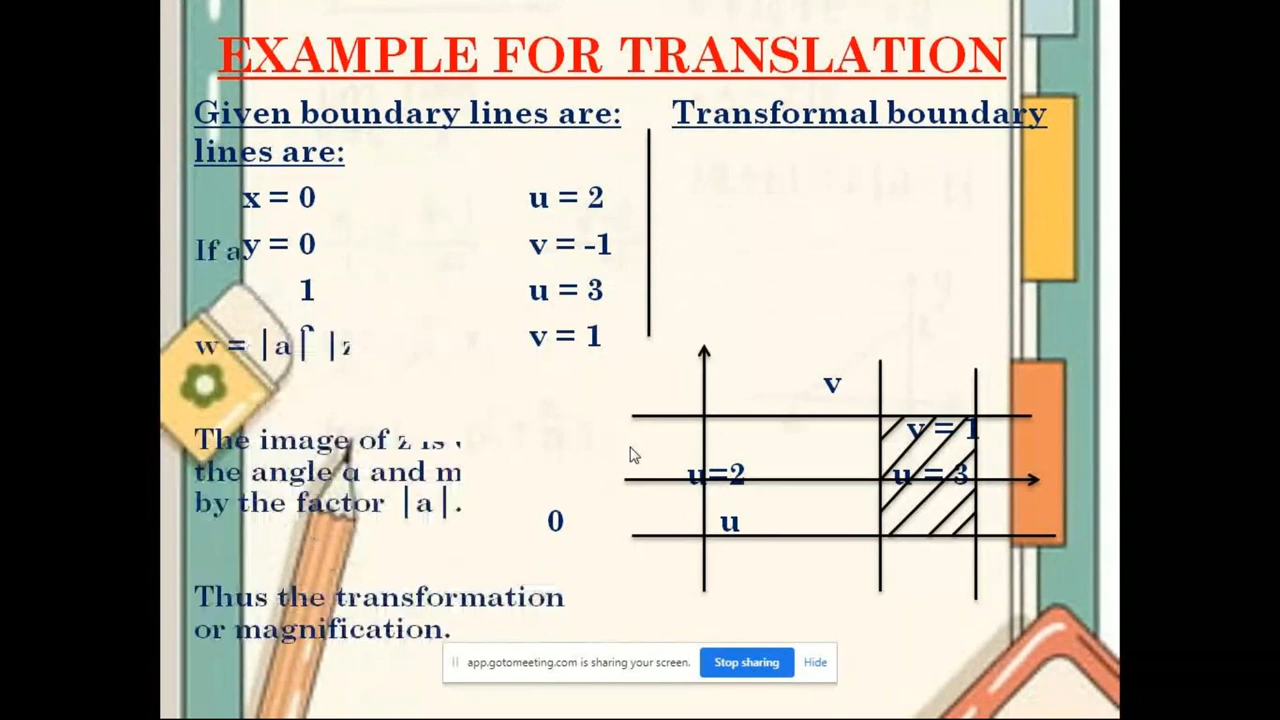 EXAMPLE FOR TRANSLATION
Given boundary lines are: Transformal boundary
lines are:
x = 0 u = 2
If a
y = 0 v = -1
1 u = 3
w = |a| |z
v = 1
v
v = 1
The image of z is
the angle α and m
u=2 u = 3
by the factor |a|.
0 u
Thus the transformation
or magnification.
app.gotomeeting.com is sharing your screen. Stop sharing Hide